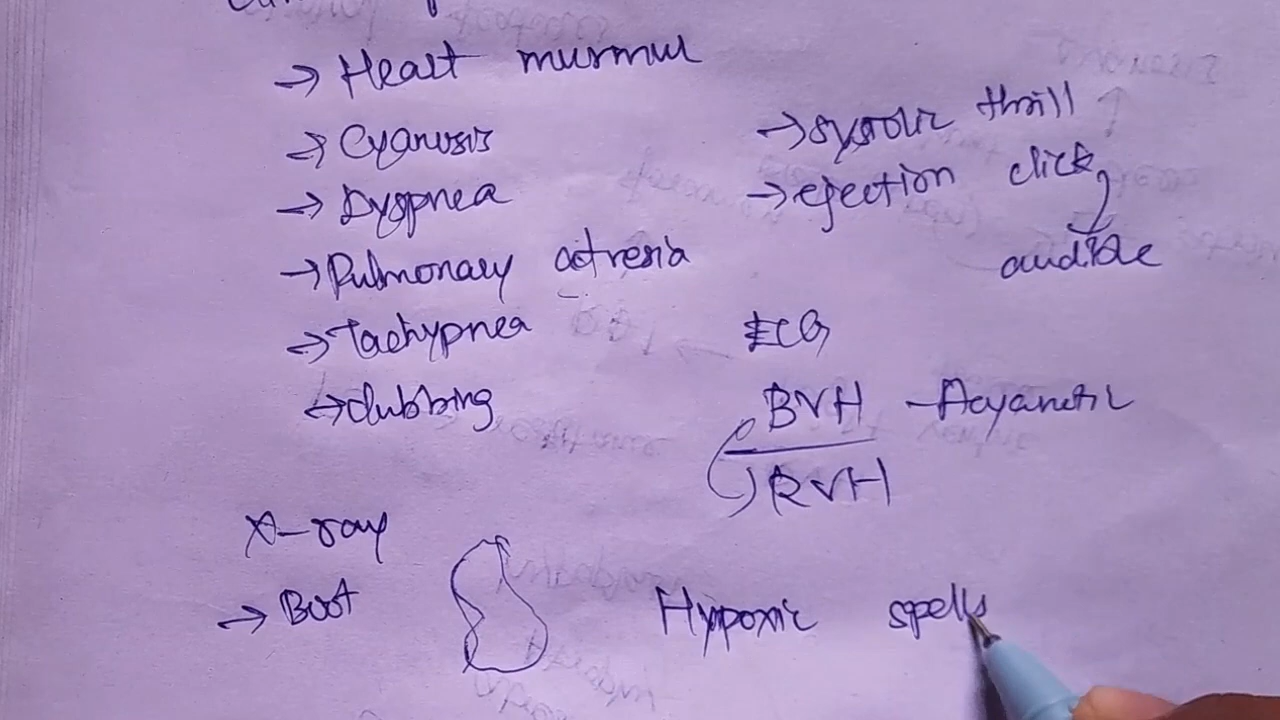 → Heart murmur
→ Cyanosis
→ Dyspnea
→ Pulmonary atresia
→ Tachypnea
→ clubbing
→ systolic thrill
→ ejection click
audible
ECG
BVH - Acyanotic
RVH
X-ray
→ Boot
Hypoxic spells